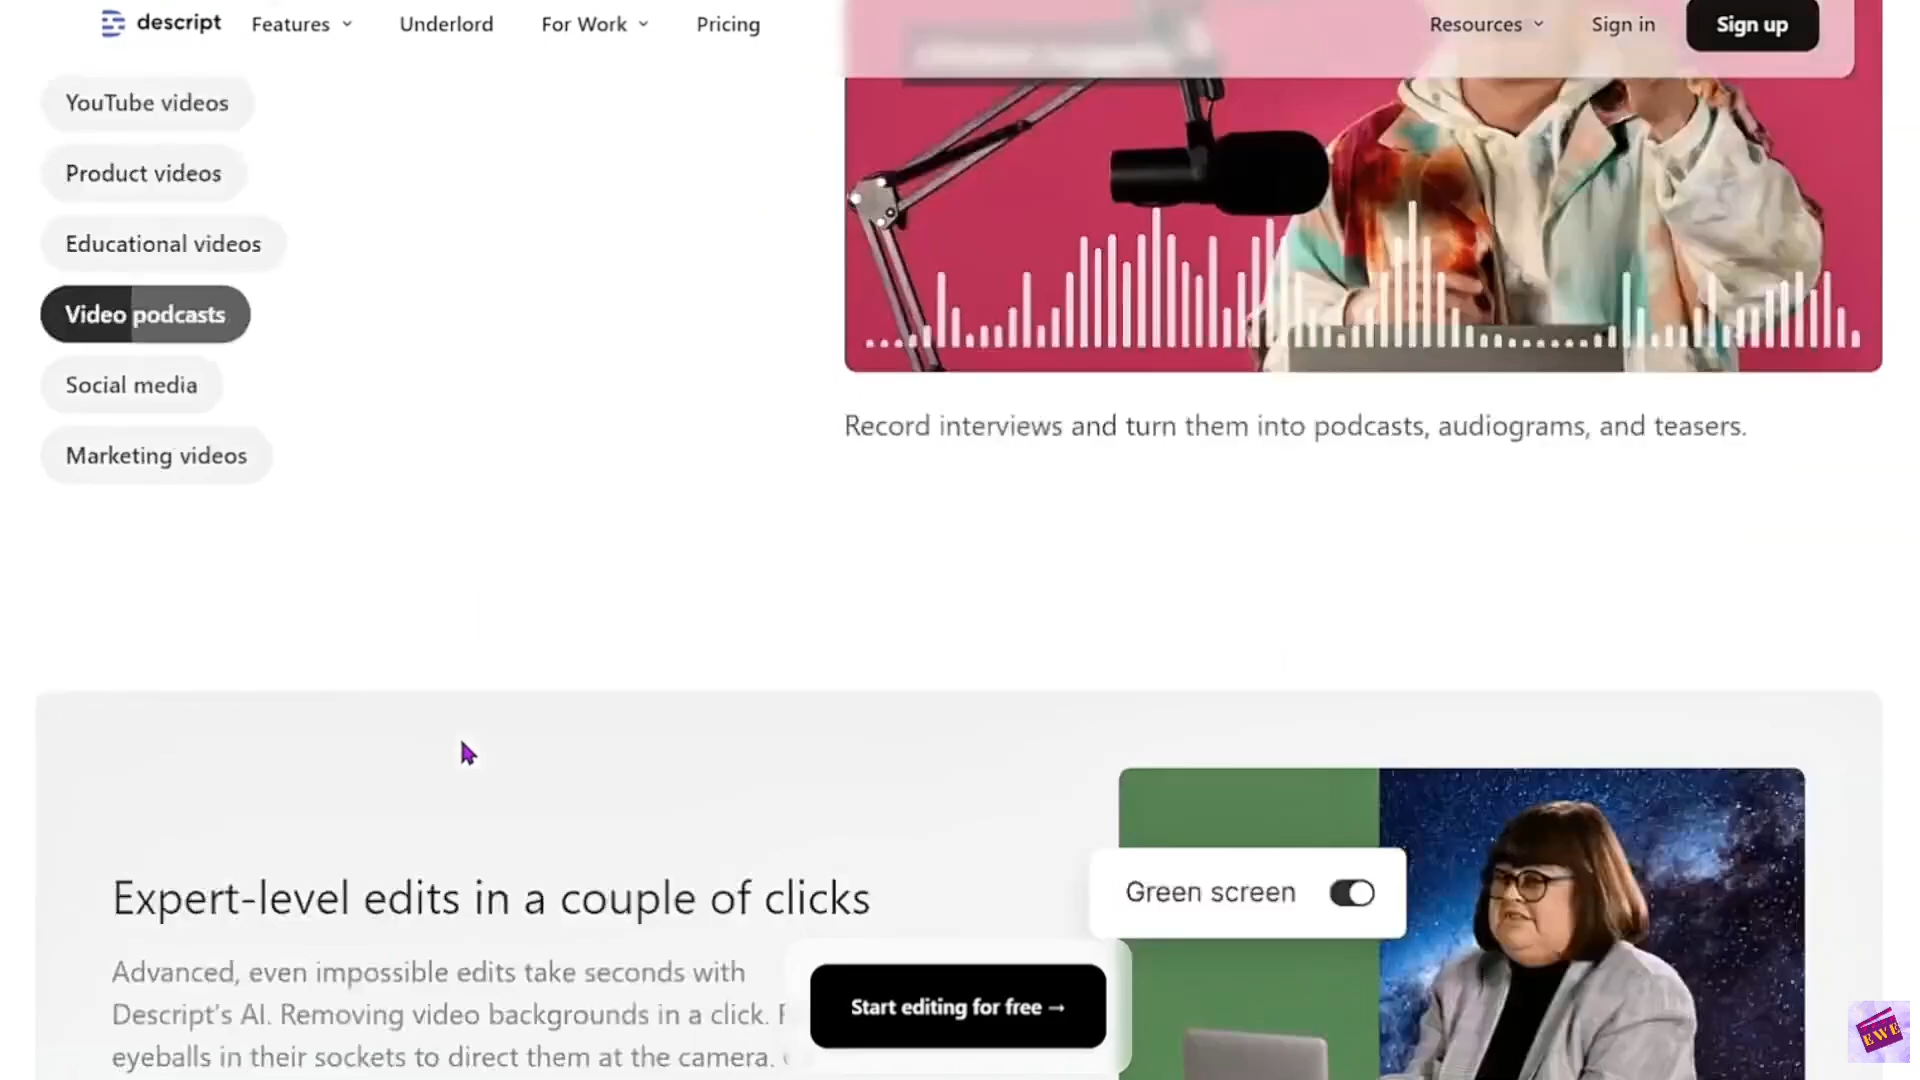 descript
Features
Underlord
For Work
Pricing
Resources
Sign in
Sign up
YouTube videos
Product videos
Educational videos
Video podcasts
Social media
Marketing videos
Record interviews and turn them into podcasts, audiograms, and teasers.
Expert-level edits in a couple of clicks
Advanced, even impossible edits take seconds with
Descript's AI. Removing video backgrounds in a click.
eyeballs in their sockets to direct them at the camera.
Start editing for free →
Green screen
EWE